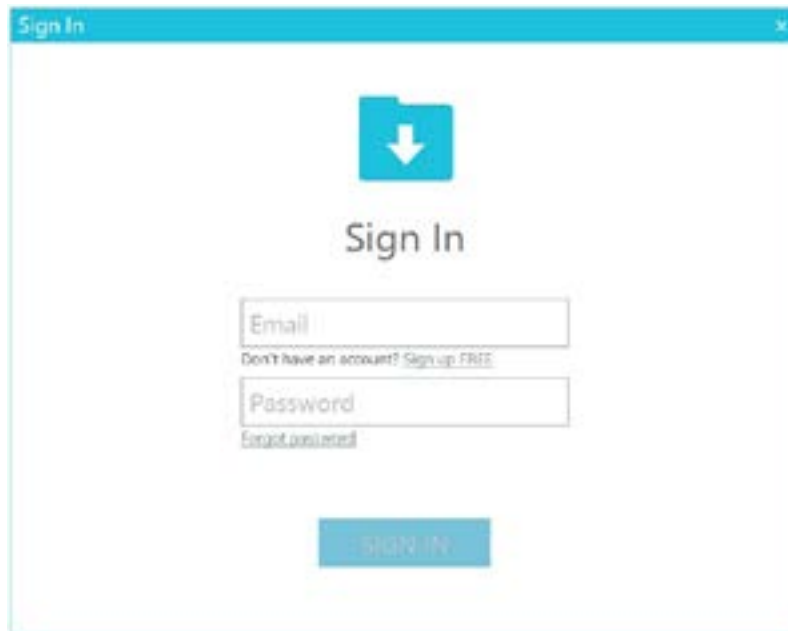 Sign In
Sign In
Email
Don't have an account? Sign up FREE
Password
Forgot password
SIGN IN